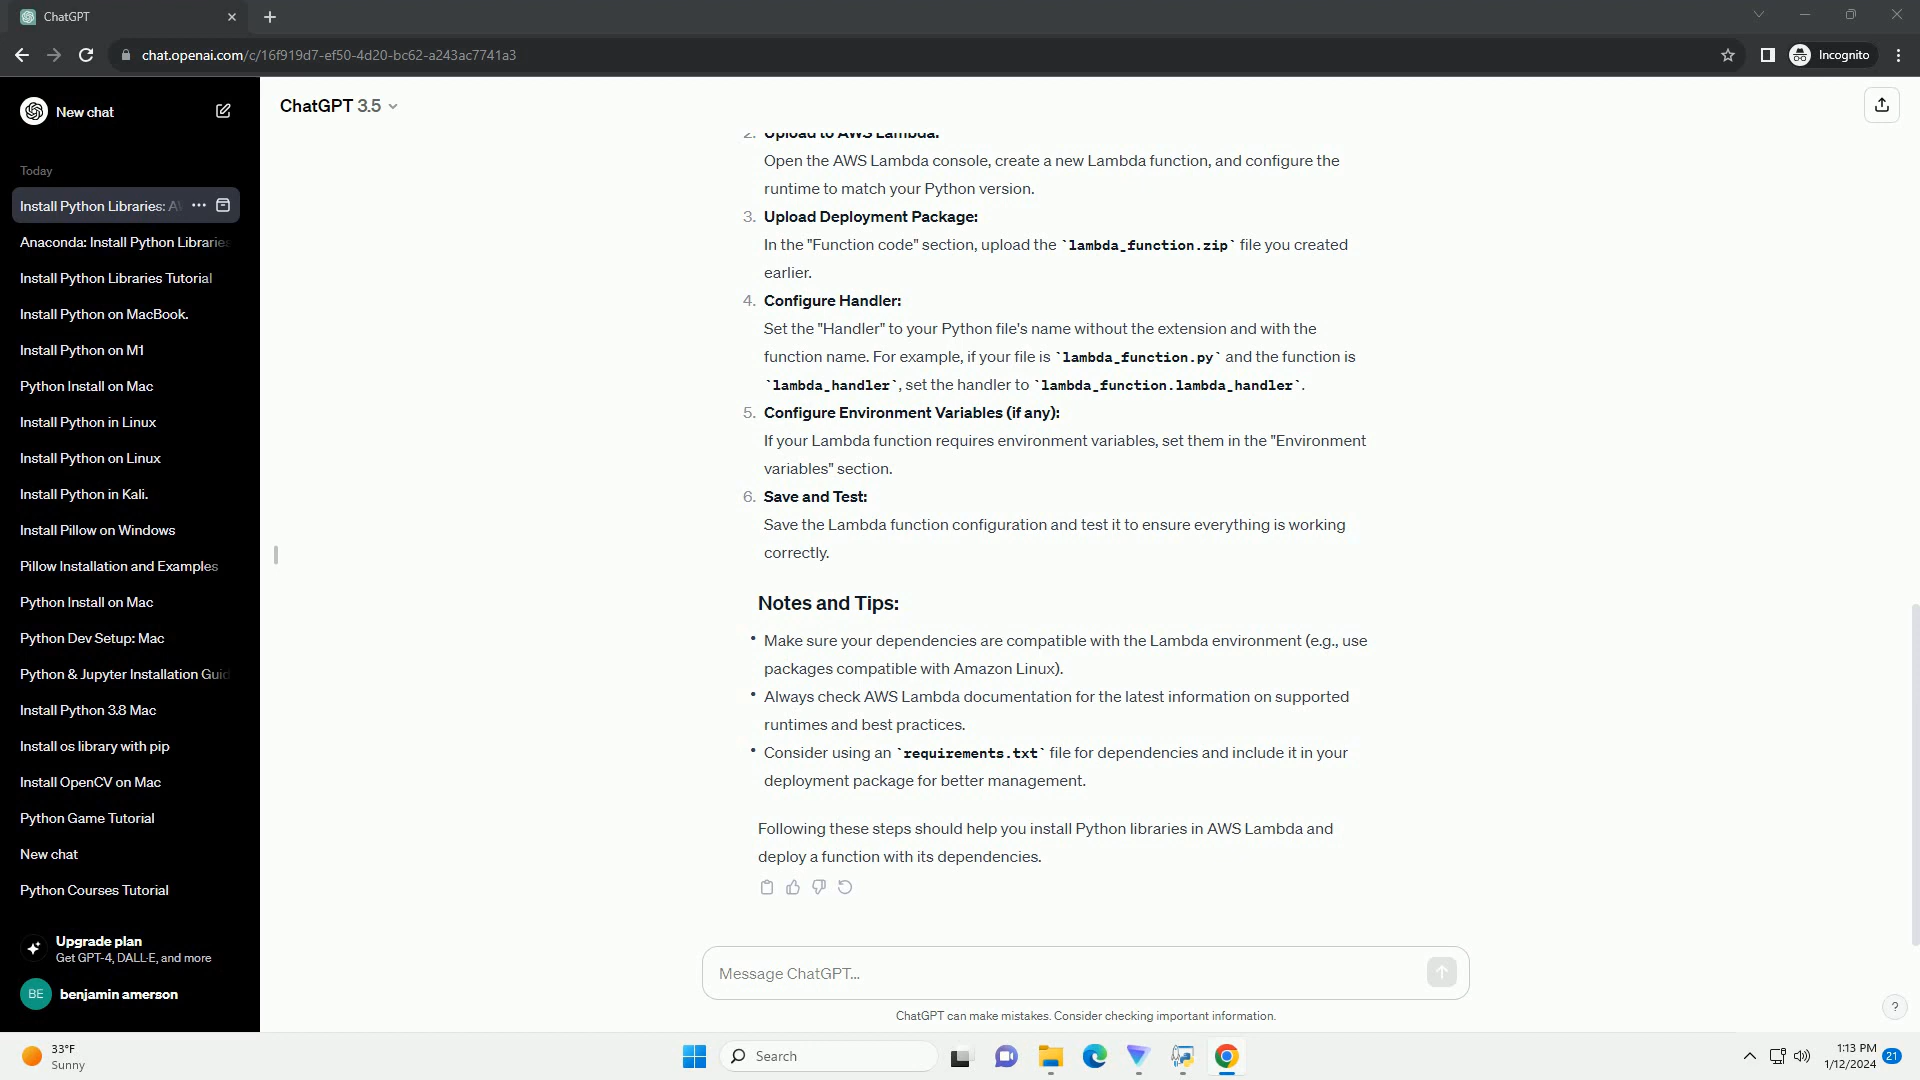 ChatGPT
chat.openai.com/c/16f919d7-ef50-4d20-bc62-a243ac7741a3
Incognito
New chat
Today
Install Python Libraries: AW
Anaconda: Install Python Libraries
Install Python Libraries Tutorial
Install Python on MacBook.
Install Python on M1
Python Install on Mac
Install Python in Linux
Install Python on Linux
Install Python in Kali.
Install Pillow on Windows
Pillow Installation and Examples
Python Install on Mac
Python Dev Setup: Mac
Python & Jupyter Installation Guid
Install Python 3.8 Mac
Install os library with pip
Install OpenCV on Mac
Python Game Tutorial
New chat
Python Courses Tutorial
Upgrade plan
Get GPT-4, DALL·E, and more
BE benjamin amerson
ChatGPT 3.5
2. Upload to AWS Lambda:
Open the AWS Lambda console, create a new Lambda function, and configure the
runtime to match your Python version.
3. Upload Deployment Package:
In the "Function code" section, upload the `lambda_function.zip` file you created
earlier.
4. Configure Handler:
Set the "Handler" to your Python file's name without the extension and with the
function name. For example, if your file is `lambda_function.py` and the function is
`lambda_handler`, set the handler to `lambda_function.lambda_handler`.
5. Configure Environment Variables (if any):
If your Lambda function requires environment variables, set them in the "Environment
variables" section.
6. Save and Test:
Save the Lambda function configuration and test it to ensure everything is working
correctly.
Notes and Tips:
• Make sure your dependencies are compatible with the Lambda environment (e.g., use
packages compatible with Amazon Linux).
• Always check AWS Lambda documentation for the latest information on supported
runtimes and best practices.
• Consider using an `requirements.txt` file for dependencies and include it in your
deployment package for better management.
Following these steps should help you install Python libraries in AWS Lambda and
deploy a function with its dependencies.
Message ChatGPT...
ChatGPT can make mistakes. Consider checking important information.
?
33°F
Sunny
Search
1:13 PM
1/12/2024
21